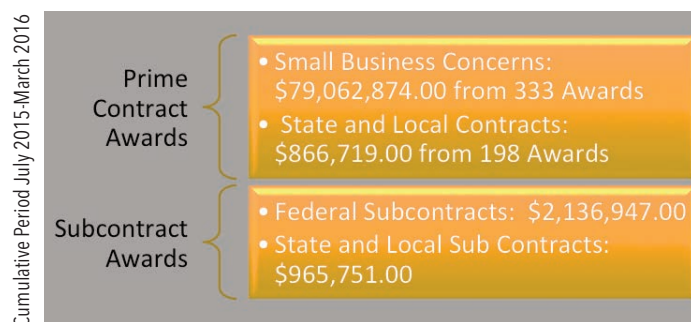 Cumulative Period July 2015-March 2016
Prime
Contract
Awards
• Small Business Concerns:
$79,062,874.00 from 333 Awards
• State and Local Contracts:
$866,719.00 from 198 Awards
Subcontract
Awards
• Federal Subcontracts: $2,136,947.00
• State and Local Sub Contracts:
$965,751.00